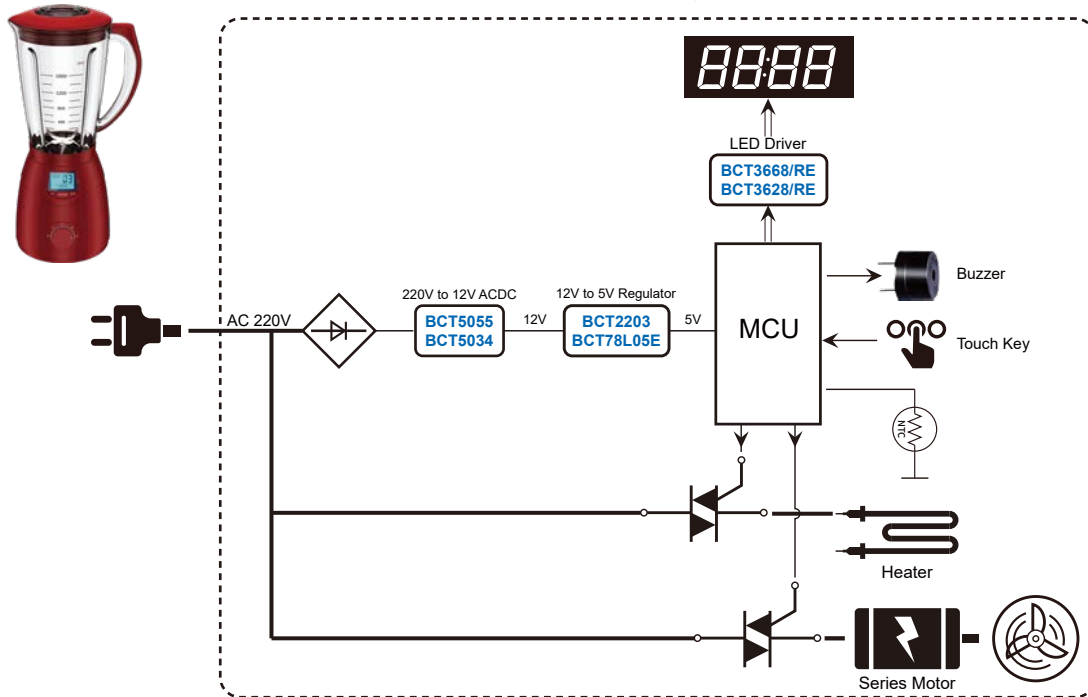 88:88
LED Driver
BCT3668/RE
BCT3628/RE
Buzzer
220V to 12V ACDC
12V to 5V Regulator
AC 220V
BCT5055
BCT5034
12V
BCT2203
BCT78L05E
5V
MCU
Touch Key
NTC
Heater
Series Motor